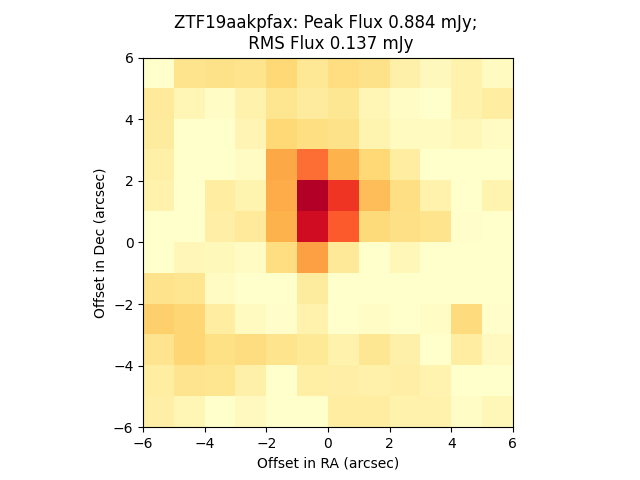 ZTF19aakpfax: Peak Flux 0.884 mJy;
RMS Flux 0.137 mJy
6
4
2
0
−2
−4
−6
Offset in Dec (arcsec)
−6 −4 −2 0 2 4 6
Offset in RA (arcsec)